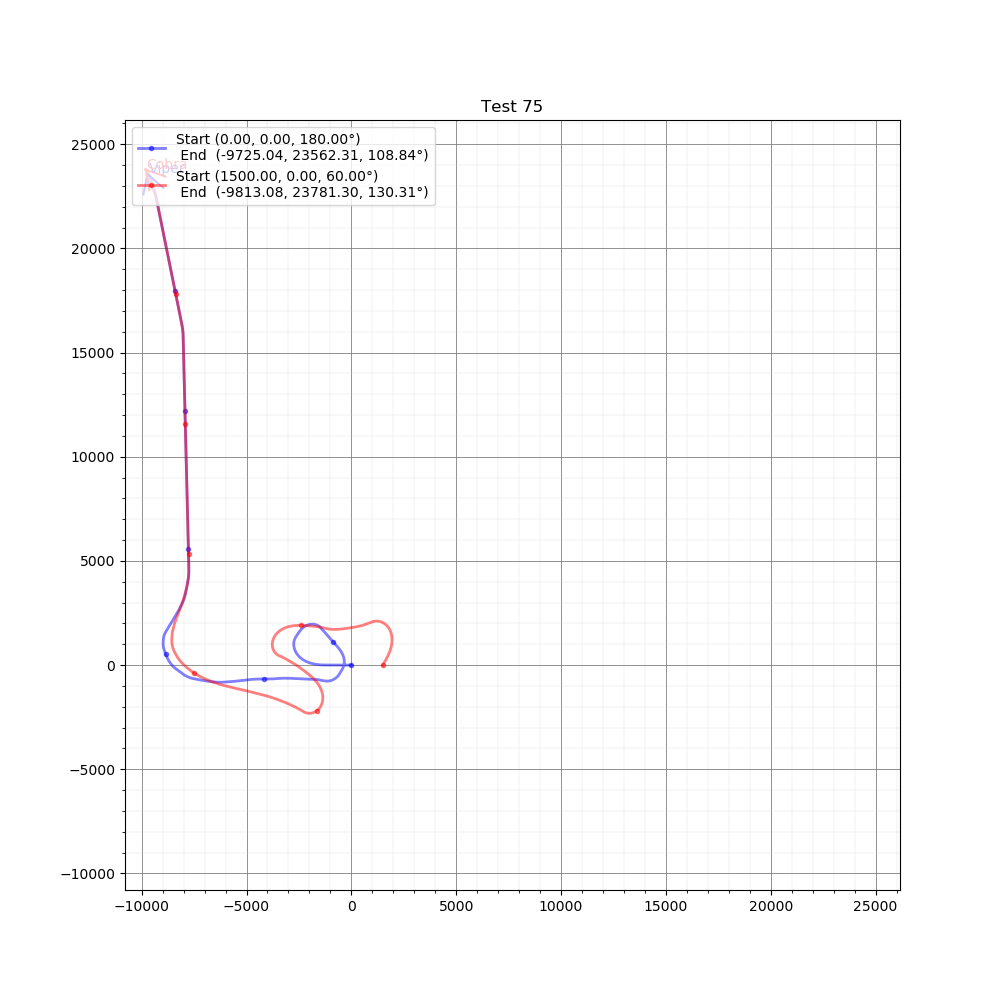 Test 75
Start (0.00, 0.00, 180.00°)
End  (-9725.04, 23562.31, 108.84°)
Start (1500.00, 0.00, 60.00°)
End  (-9813.08, 23781.30, 130.31°)
Cobra
Viper
25000
20000
15000
10000
5000
0
−5000
−10000
−10000 −5000 0 5000 10000 15000 20000 25000